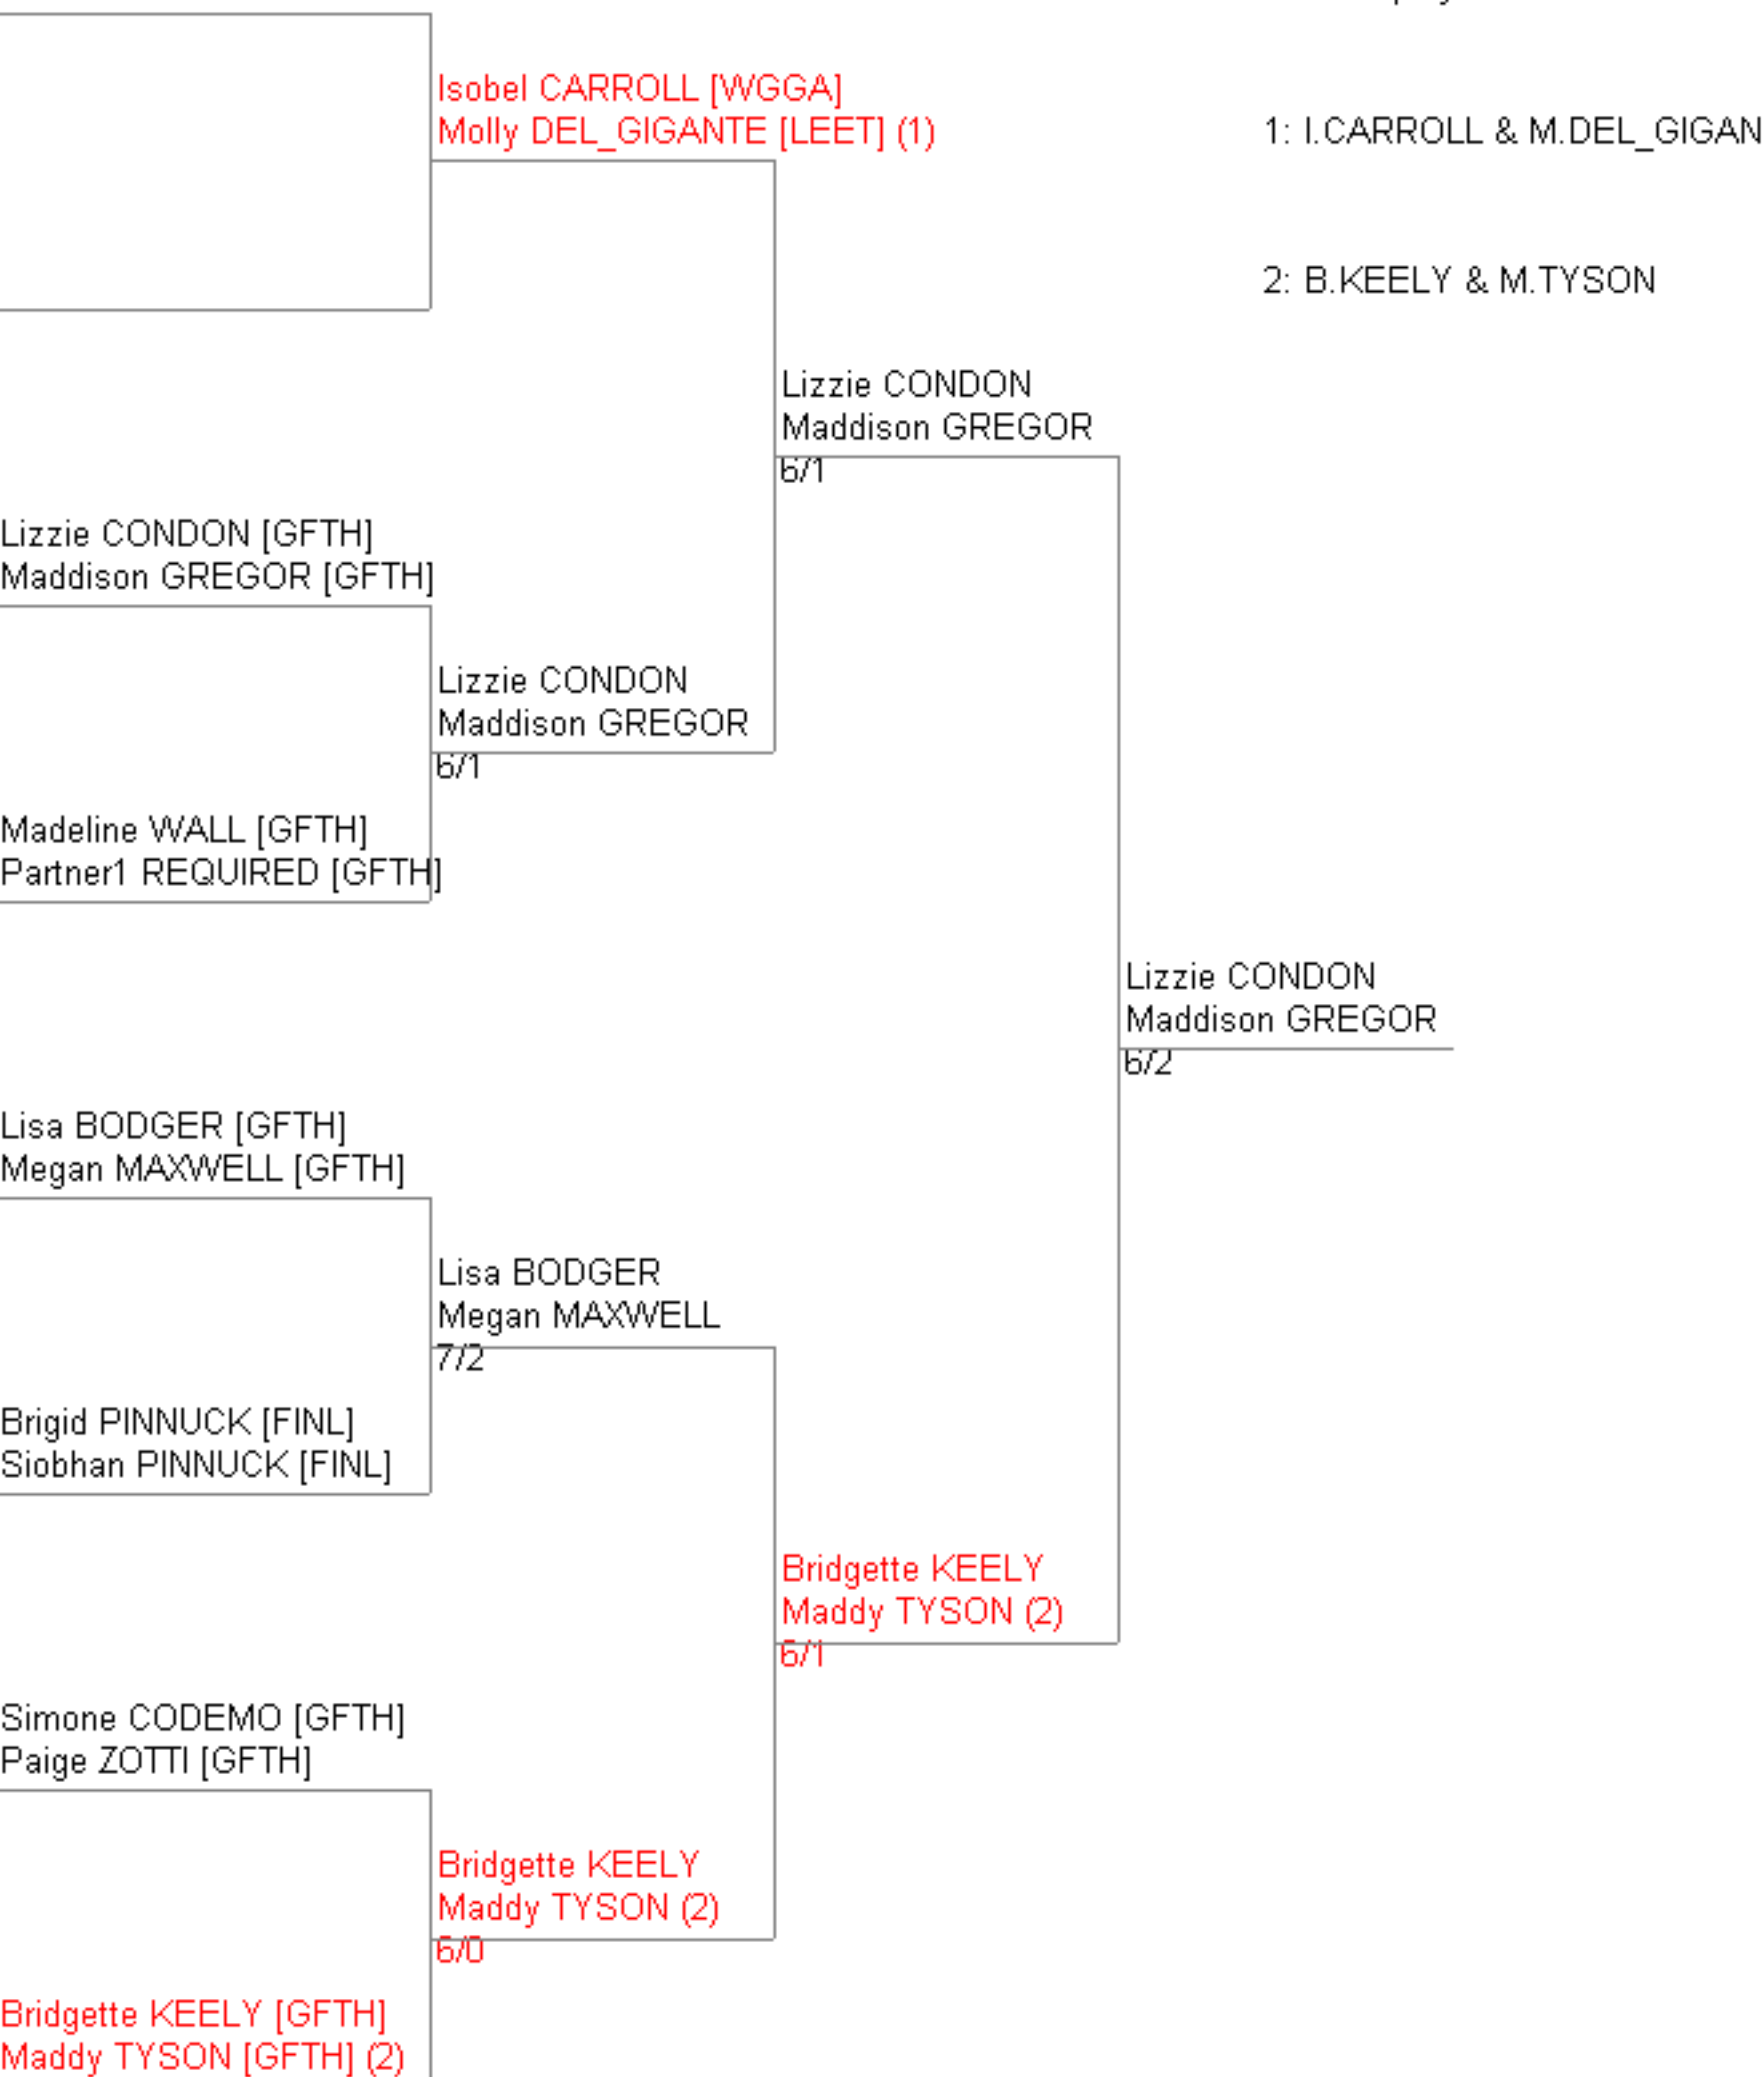 Isobel CARROLL [WGGA]
Molly DEL_GIGANTE [LEET] (1)
1: I.CARROLL & M.DEL_GIGAN
2: B.KEELY & M.TYSON
Lizzie CONDON
Maddison GREGOR
6/1
Lizzie CONDON [GFTH]
Maddison GREGOR [GFTH]
Lizzie CONDON
Maddison GREGOR
6/1
Madeline WALL [GFTH]
Partner1 REQUIRED [GFTH]
Lizzie CONDON
Maddison GREGOR
6/2
Lisa BODGER [GFTH]
Megan MAXWELL [GFTH]
Lisa BODGER
Megan MAXWELL
7/2
Brigid PINNUCK [FINL]
Siobhan PINNUCK [FINL]
Bridgette KEELY
Maddy TYSON (2)
6/1
Simone CODEMO [GFTH]
Paige ZOTTI [GFTH]
Bridgette KEELY
Maddy TYSON (2)
6/0
Bridgette KEELY [GFTH]
Maddy TYSON [GFTH] (2)